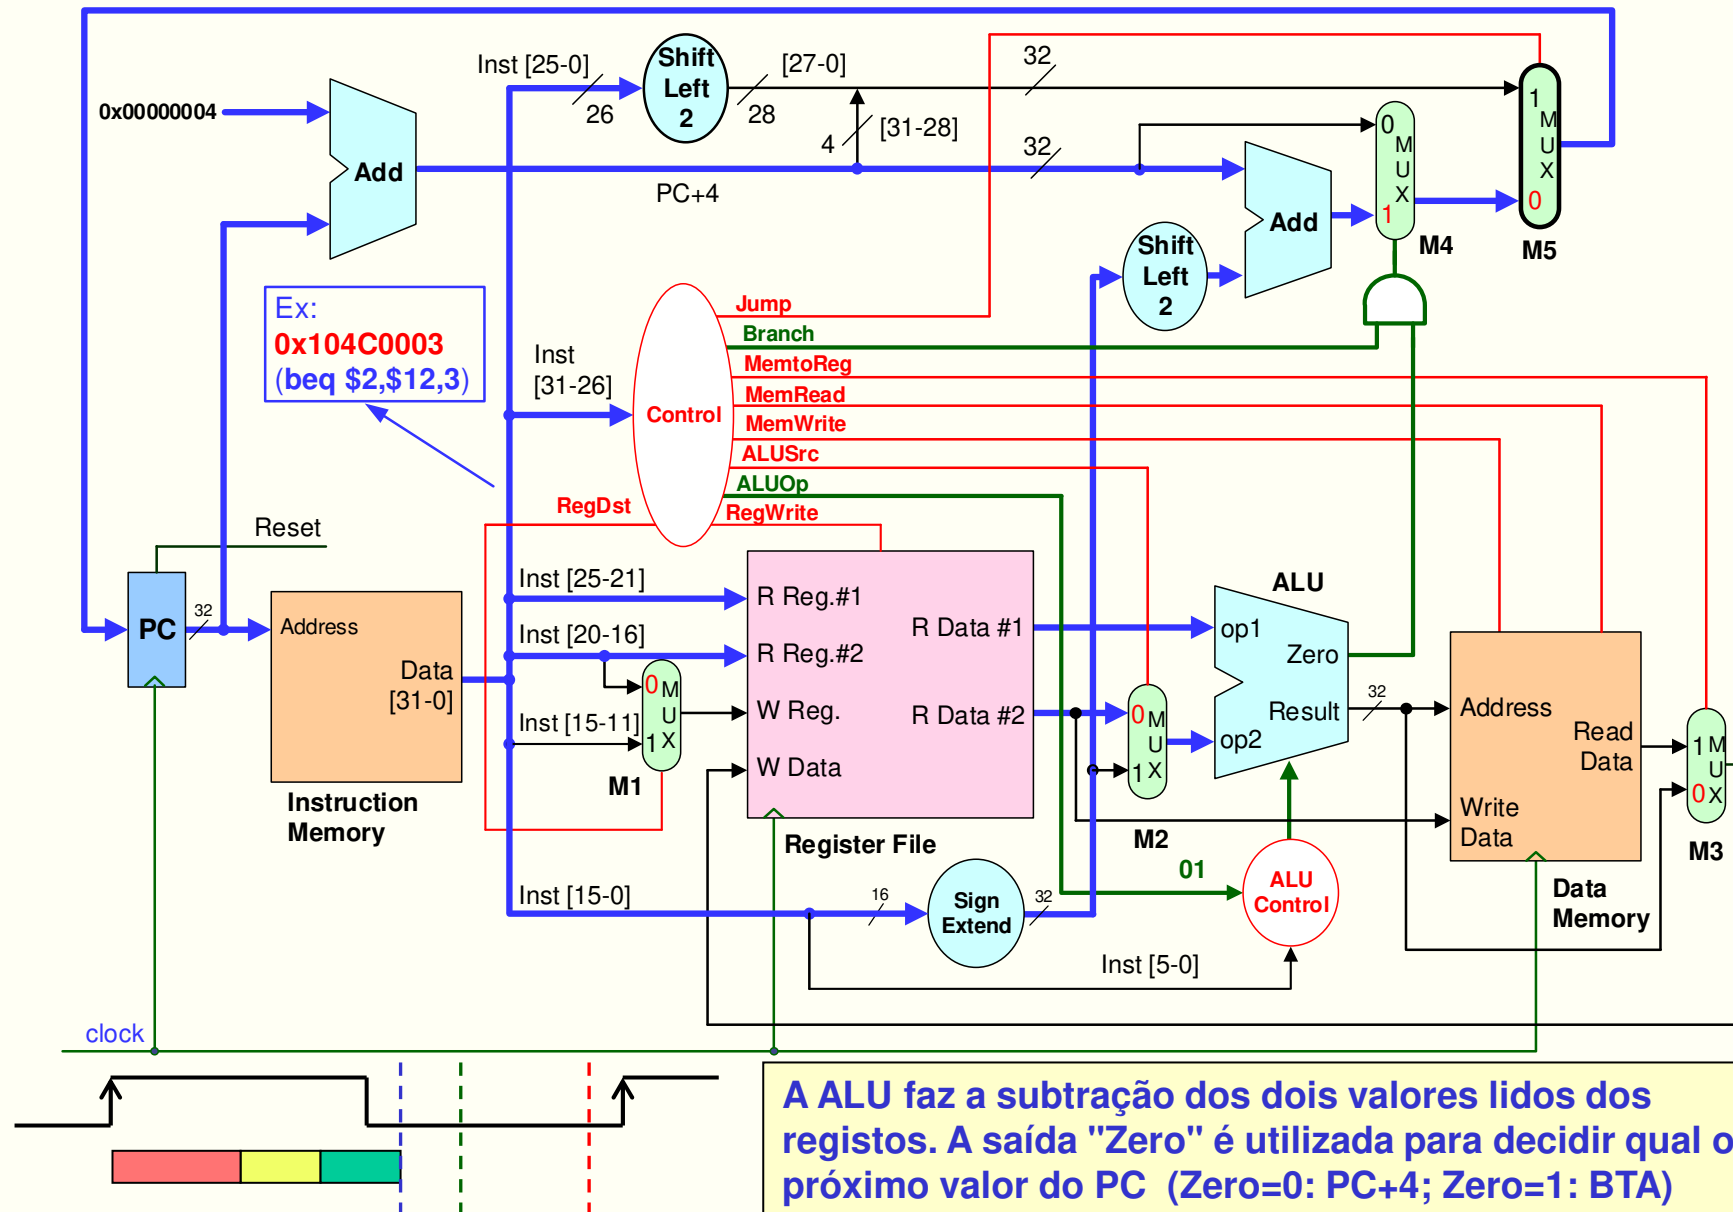 Inst [25-0]
26
Shift
Left
2
28
[27-0]
32
4
[31-28]
0x00000004
Add
PC+4
32
Shift
Left
2
Add
0
M
U
X
1
M4
1
M
U
X
0
M5
Ex:
0x104C0003
(beq $2,$12,3)
Inst
[31-26]
Control
Jump
Branch
MemtoReg
MemRead
MemWrite
ALUSrc
ALUOp
RegWrite
RegDst
Reset
PC
32
Address
Data
[31-0]
Instruction
Memory
Inst [25-21]
Inst [20-16]
Inst [15-11]
0
M
U
1 X
M1
R Reg.#1
R Reg.#2
W Reg.
W Data
R Data #1
R Data #2
Register File
0
M
U
1 X
M2
ALU
op1
Zero
Result
op2
32
Address
Read
Data
Write
Data
Data
Memory
1 M
U
0 X
M3
Inst [15-0]
16
Sign
Extend
32
01
ALU
Control
Inst [5-0]
clock
A ALU faz a subtração dos dois valores lidos dos
registos. A saída "Zero" é utilizada para decidir qual o
próximo valor do PC (Zero=0: PC+4; Zero=1: BTA)